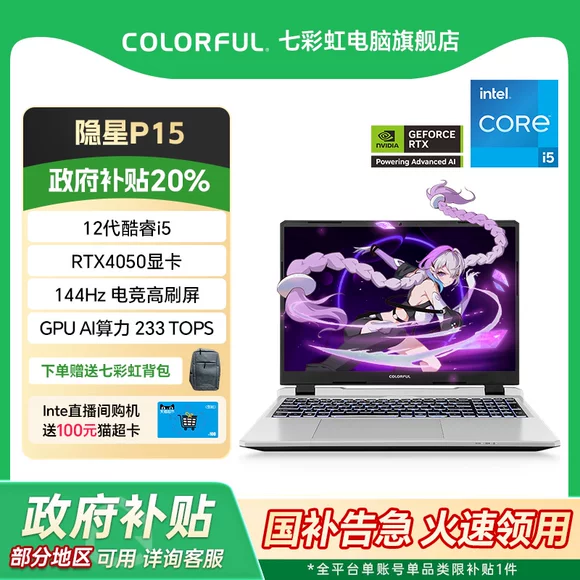 COLORFUL 七彩虹电脑旗舰店
隐星P15
政府补贴20%
12代酷睿i5
RTX4050显卡
144Hz 电竞高刷屏
GPU AI算力 233 TOPS
下单赠送七彩虹背包
Inte直播间购机
送100元猫超卡
NVIDIA
GEFORCE
RTX
Powering Advanced AI
intel
CORE
i5
COLORFUL
政府补贴
部分地区 可用 详询客服
国补告急 火速领用
*全平台单账号单品类限补贴1件